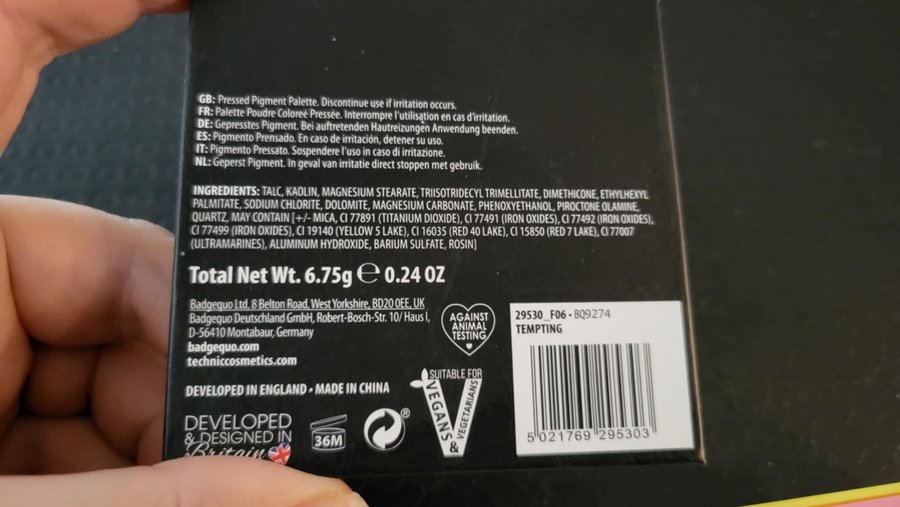 GB: Pressed Pigment Palette. Discontinue use if irritation occurs.
FR: Palette Poudre Coloreé Pressée. Interrompre l'utilisation en cas d'irritation.
DE: Gepresstes Pigment. Bei auftretenden Hautreizungen Anwendung beenden.
ES: Pigmento Prensado. En caso de irritación, detener su uso.
IT: Pigmento Pressato. Sospendere l'uso in caso di irritazione.
NL: Geperst Pigment. In geval van irritatie direct stoppen met gebruik.
INGREDIENTS: TALC, KAOLIN, MAGNESIUM STEARATE, TRIISOTRIDECYL TRIMELLITATE, DIMETHICONE, ETHYLHEXYL
PALMITATE, SODIUM CHLORITE, DOLOMITE, MAGNESIUM CARBONATE, PHENOXYETHANOL, PIROCTONE OLAMINE,
QUARTZ, MAY CONTAIN [+/- MICA, CI 77891 (TITANIUM DIOXIDE), CI 77491 (IRON OXIDES), CI 77492 (IRON OXIDES),
CI 77499 (IRON OXIDES), CI 19140 (YELLOW 5 LAKE), CI 16035 (RED 40 LAKE), CI 15850 (RED 7 LAKE), CI 77007
(ULTRAMARINES), ALUMINUM HYDROXIDE, BARIUM SULFATE, ROSIN]
Total Net Wt. 6.75g ℮ 0.24 OZ
Badgequo Ltd, 8 Belton Road, West Yorkshire, BD20 0EE, UK
Badgequo Deutschland GmbH, Robert-Bosch-Str. 10/ Haus I,
D-56410 Montabaur, Germany
badgequo.com
techniccosmetics.com
AGAINST
ANIMAL
TESTING
29530_F06 • BQ9274
TEMPTING
5 021769 295303
DEVELOPED IN ENGLAND • MADE IN CHINA
SUITABLE FOR
VEGANS &
VEGETARIANS
DEVELOPED
& DESIGNED IN
Britain
36M
®